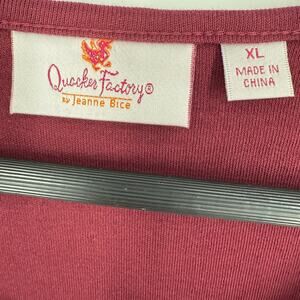 Quacker Factory®
by Jeanne Bice
XL
MADE IN
CHINA